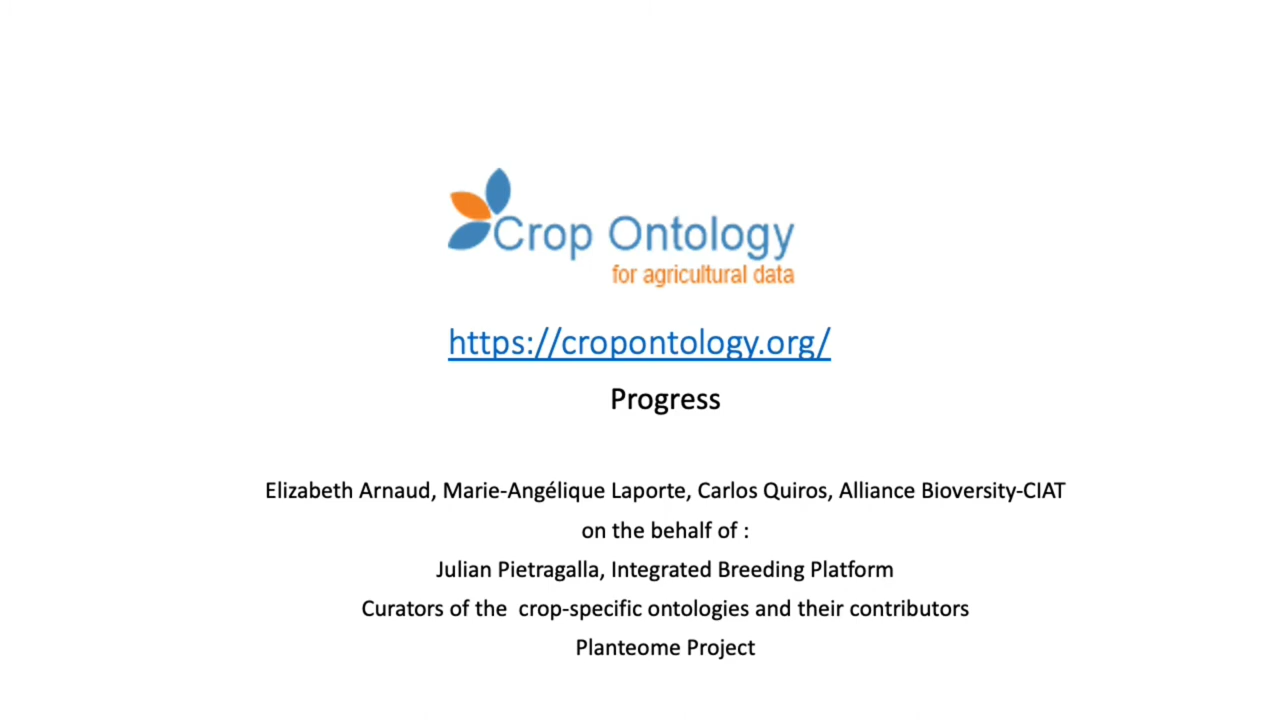 Crop Ontology
for agricultural data
https://cropontology.org/
Progress
Elizabeth Arnaud, Marie-Angélique Laporte, Carlos Quiros, Alliance Bioversity-CIAT
on the behalf of :
Julian Pietragalla, Integrated Breeding Platform
Curators of the  crop-specific ontologies and their contributors
Planteome Project